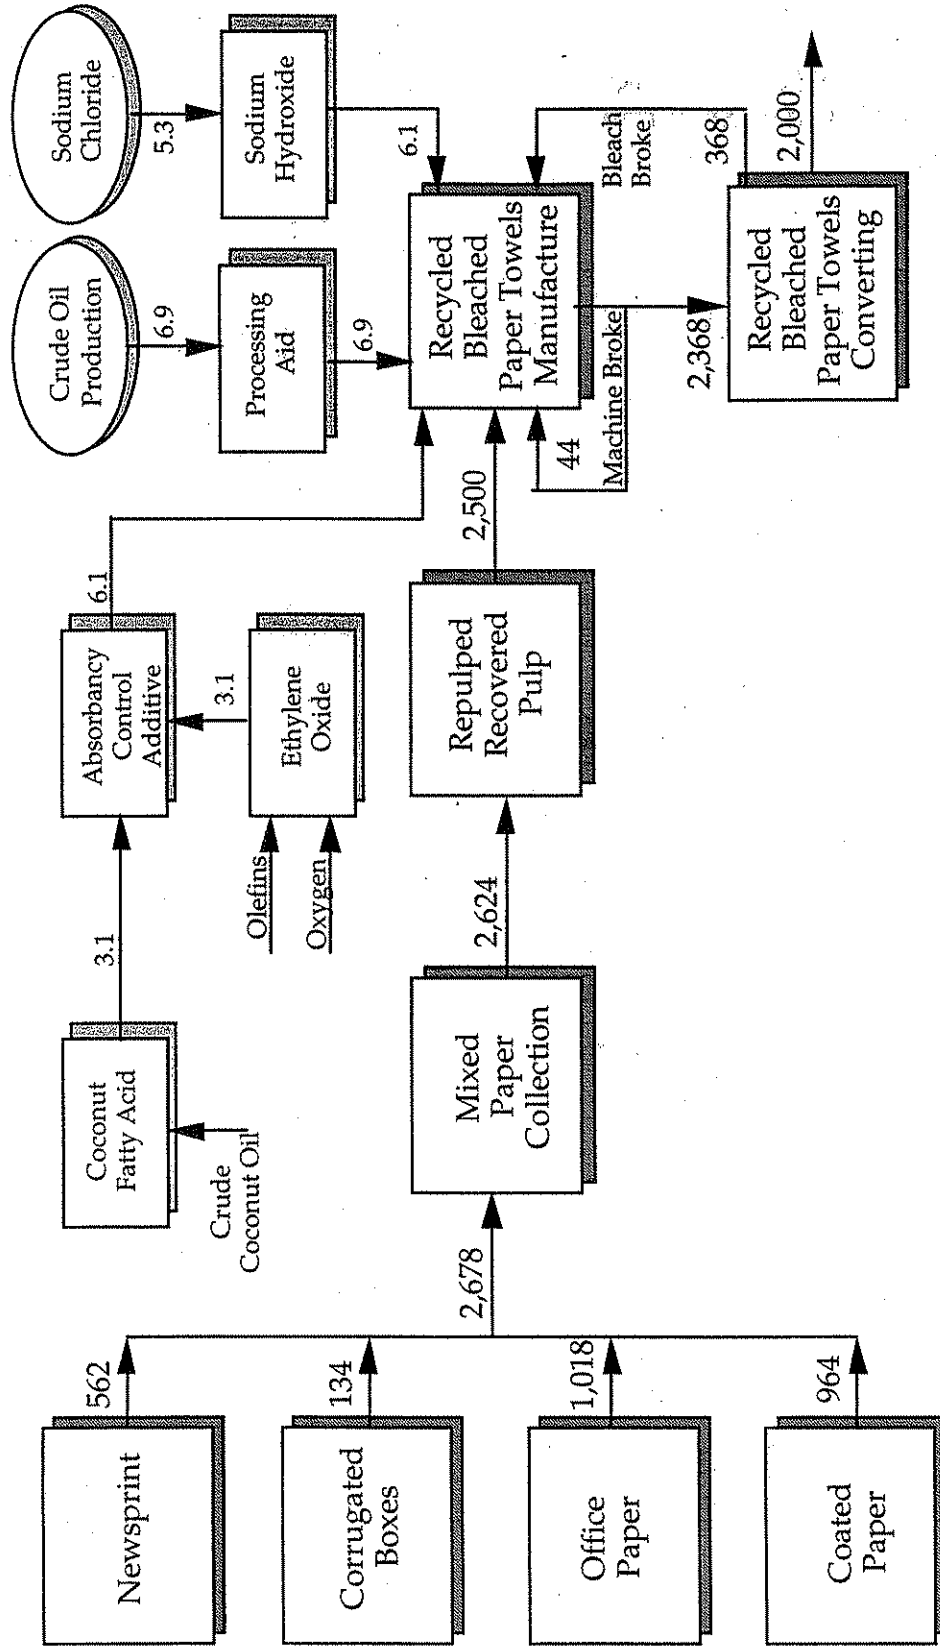 Newsprint
562
Corrugated
Boxes
134
Office
Paper
1,018
Coated
Paper
964
2,678
Coconut
Fatty Acid
Crude
Coconut Oil
3.1
Absorbancy
Control
Additive
6.1
3.1
Ethylene
Oxide
Olefins
Oxygen
Mixed
Paper
Collection
2,624
Repulped
Recovered
Pulp
2,500
Crude Oil
Production
6.9
Processing
Aid
6.9
Sodium
Chloride
5.3
Sodium
Hydroxide
6.1
Recycled
Bleached
Paper Towels
Manufacture
44
Machine Broke
Bleach
Broke
368
2,368
Recycled
Bleached
Paper Towels
Converting
2,000